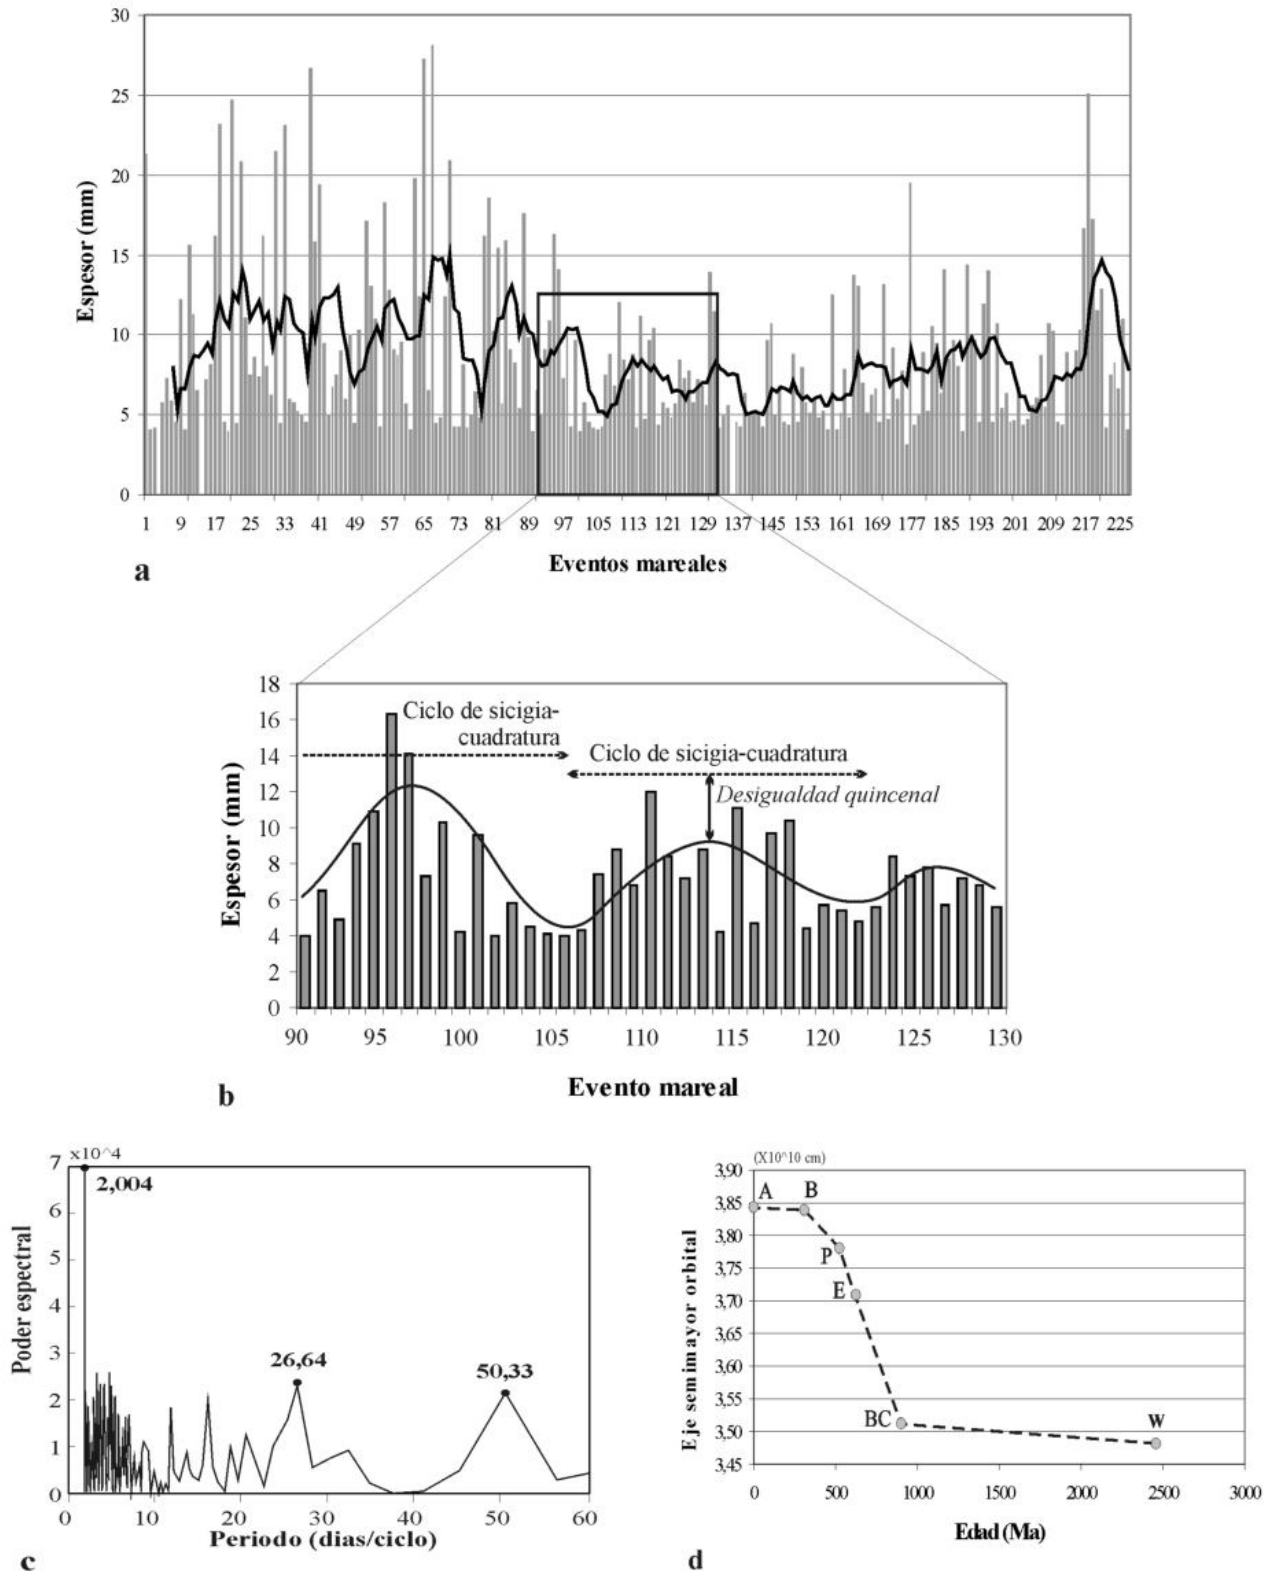 30
25
20
15
10
5
0
Espesor (mm)
1 9 17 25 33 41 49 57 65 73 81 89 97 105 113 121 129 137 145 153 161 169 177 185 193 201 209 217 225
Eventos mareales
a
18
16
14
12
10
8
6
4
2
0
Espesor (mm)
Ciclo de sicigia-
cuadratura
Ciclo de sicigia-cuadratura
Desigualdad quincenal
90 95 100 105 110 115 120 125 130
Evento mareal
b
x10^4
7
6
5
4
3
2
1
0
Poder espectral
2,004
26,64
50,33
0 10 20 30 40 50 60
Periodo (dias/ciclo)
c
(X10^10 cm)
3,90
3,85
3,80
3,75
3,70
3,65
3,60
3,55
3,50
3,45
Eje semimayor orbital
A
B
P
E
BC
W
0 500 1000 1500 2000 2500 3000
Edad (Ma)
d